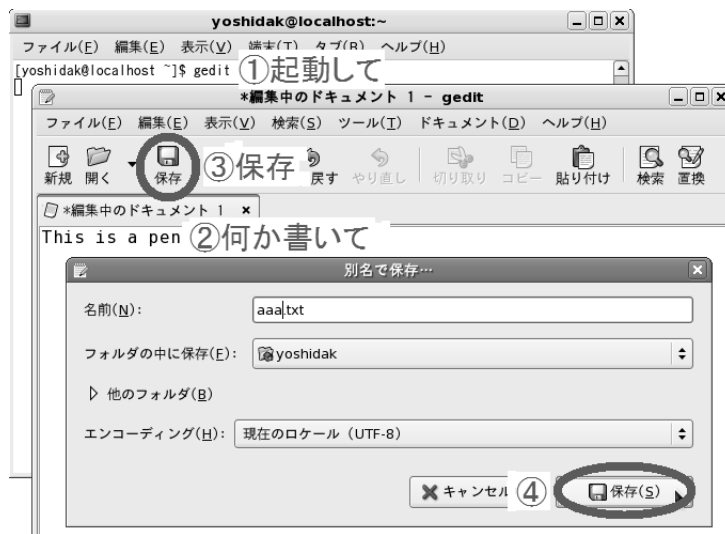 yoshidak@localhost:~
ファイル(F) 編集(E) 表示(V) 端末(T) タブ(B) ヘルプ(H)
[yoshidak@localhost ~]$ gedit
①起動して
*編集中のドキュメント 1 - gedit
ファイル(F) 編集(E) 表示(V) 検索(S) ツール(T) ドキュメント(D) ヘルプ(H)
新規 開く 保存 ③保存 戻す やり直し 切り取り コピー 貼り付け 検索 置換
*編集中のドキュメント 1 ×
This is a pen ②何か書いて
別名で保存…
名前(N): aaa.txt
フォルダの中に保存(F): yoshidak
他のフォルダ(B)
エンコーディング(H): 現在のロケール (UTF-8)
キャンセル ④ 保存(S)